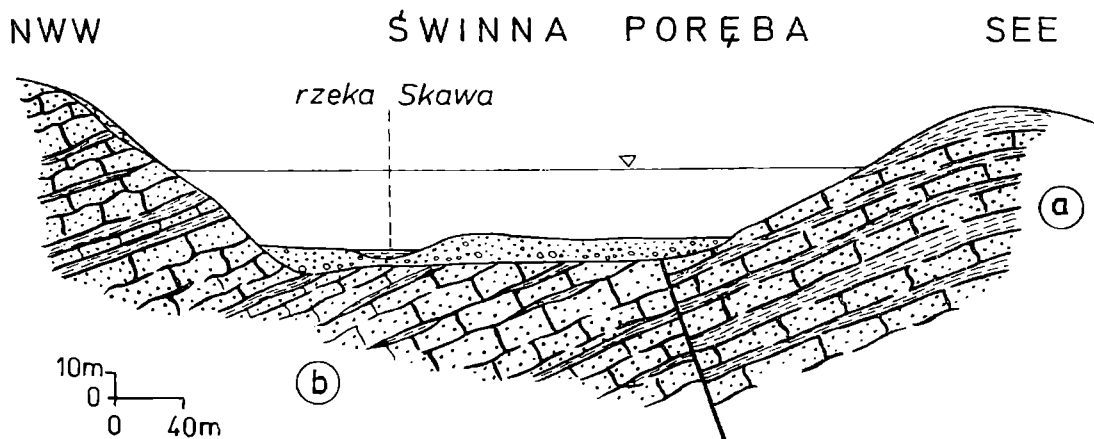 NWW ŚWINNA PORĘBA SEE
rzeka Skawa
a
b
10m
0
0 40m